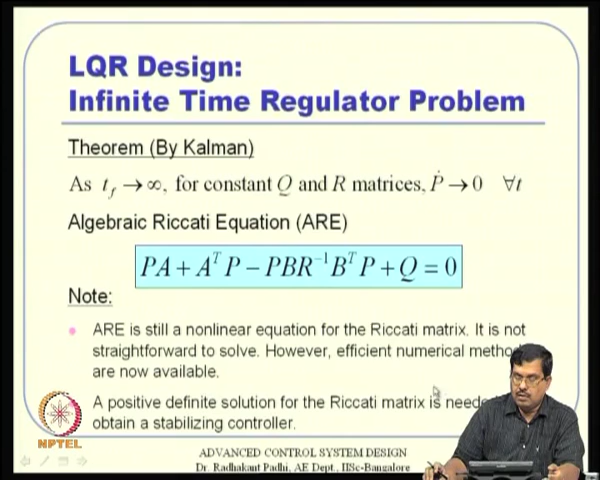 LQR Design:
Infinite Time Regulator Problem
Theorem (By Kalman)
As t_f → ∞, for constant Q and R matrices, Ṗ → 0 ∀t
Algebraic Riccati Equation (ARE)
PA + A^T P − PBR^{-1}B^T P + Q = 0
Note:
ARE is still a nonlinear equation for the Riccati matrix. It is not
straightforward to solve. However, efficient numerical
are now available.
A positive definite solution for the Riccati matrix is
obtain a stabilizing controller.
NPTEL
ADVANCED CONTROL SYSTEM DESIGN
Dr. Radhakant Padhi, AE Dept., IISc-Bangalore